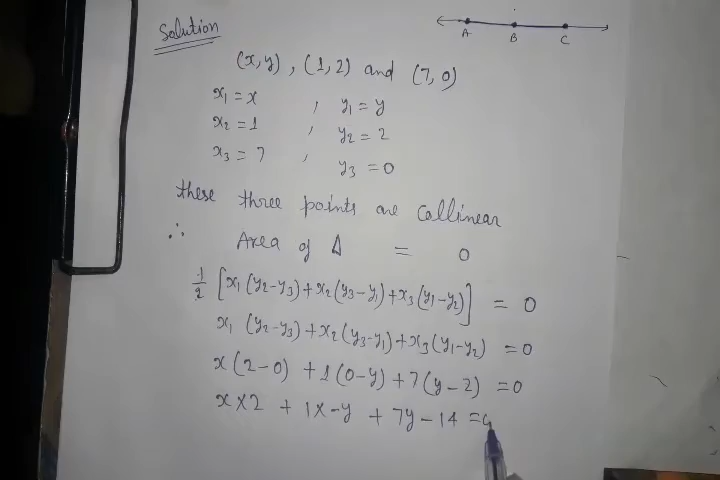 Solution
A B C
(x,y), (1,2) and (7,0)
x₁ = x , y₁ = y
x₂ = 1 , y₂ = 2
x₃ = 7 , y₃ = 0
these three points are collinear
∴ Area of Δ = 0
1/2 [x₁(y₂-y₃)+x₂(y₃-y₁)+x₃(y₁-y₂)] = 0
x₁(y₂-y₃)+x₂(y₃-y₁)+x₃(y₁-y₂) = 0
x(2-0) + 1(0-y) + 7(y-2) = 0
x×2 + 1×-y + 7y - 14 =